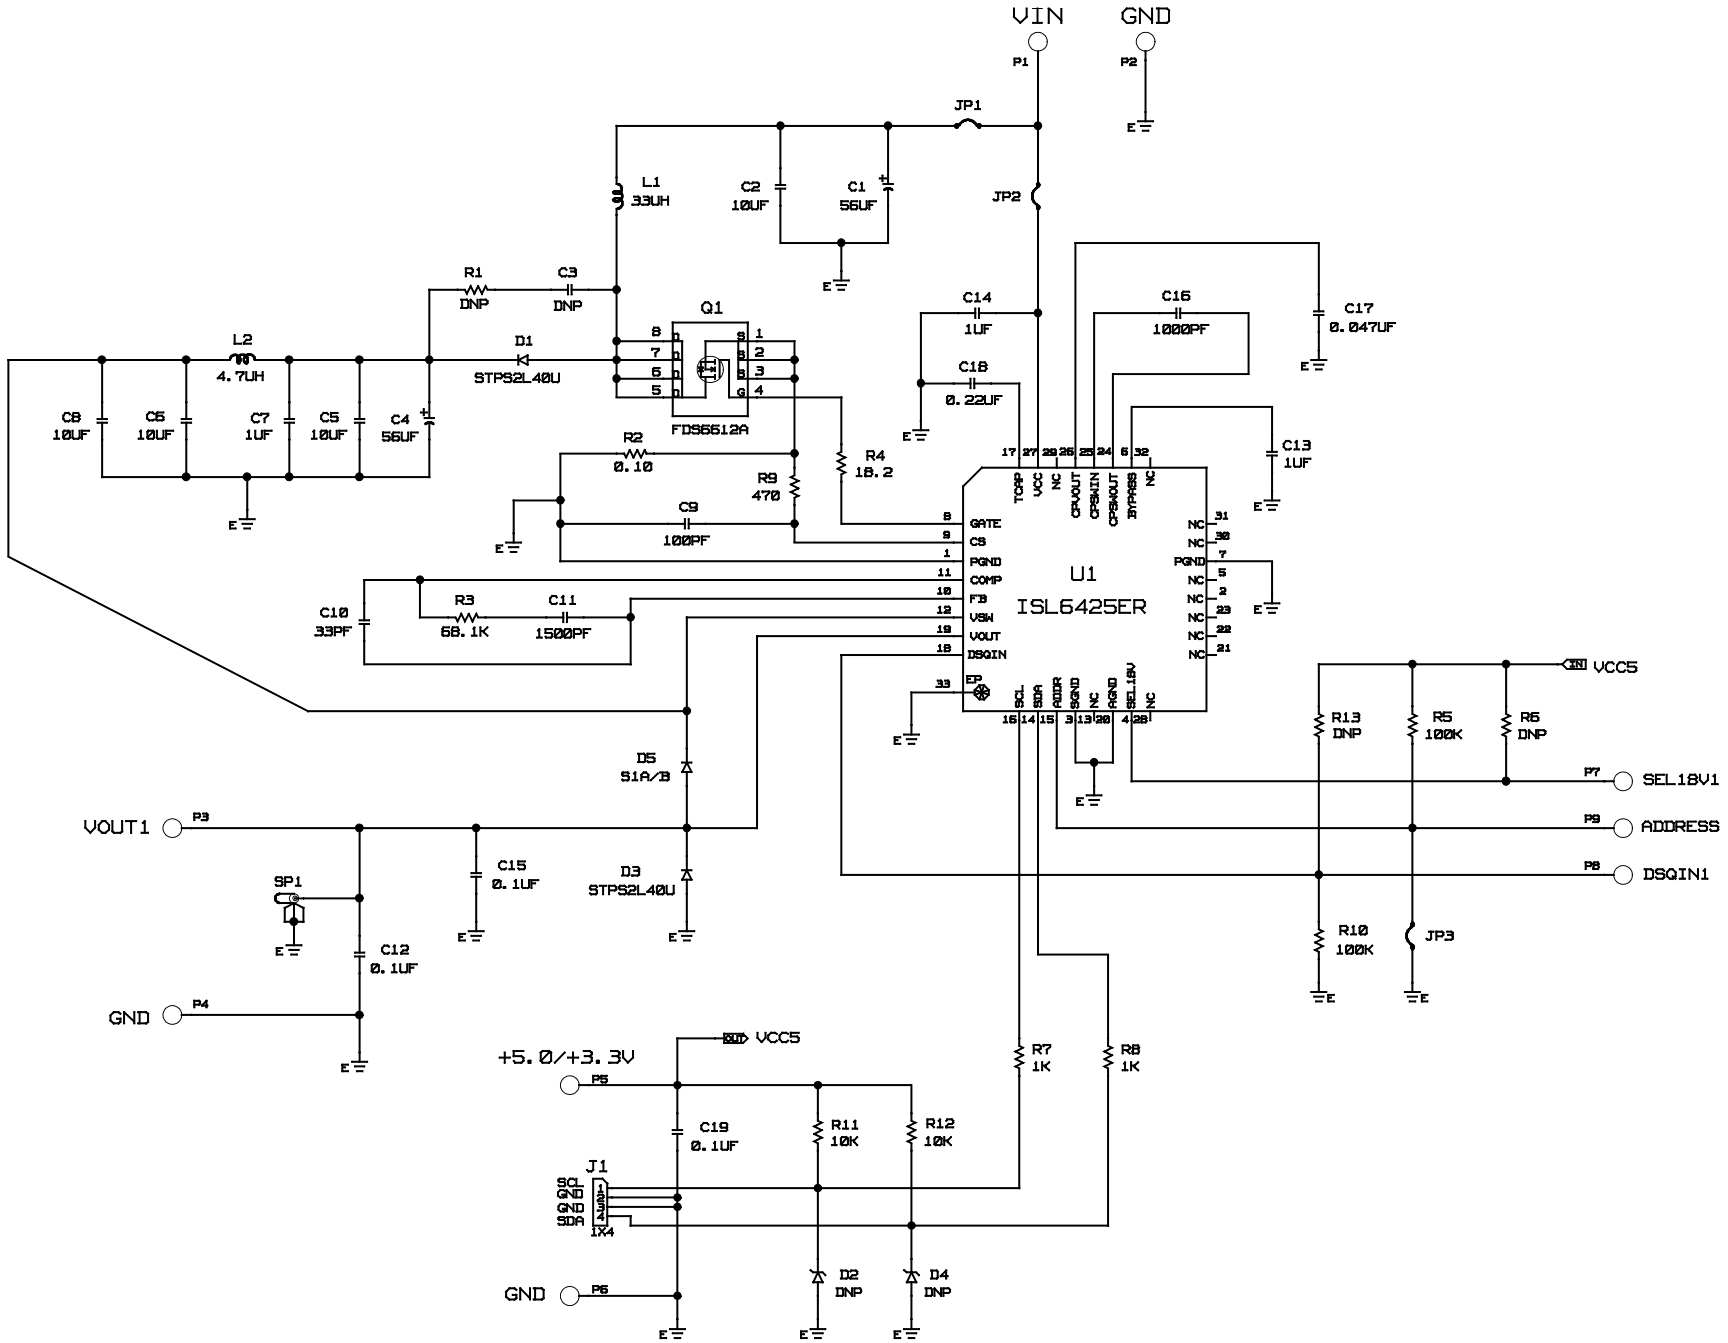 VIN
GND
P1
P2
E
JP1
L1
33UH
C2
10UF
C1
56UF
+
JP2
E
R1
DNP
C3
DNP
C14
1UF
C16
1000PF
C17
0.047UF
E
Q1
8 D
7 D
6 D
5 D
S 1
S 2
S 3
G 4
FDS6612A
L2
4.7UH
D1
STPS2L40U
C18
0.22UF
E
C8
10UF
C6
10UF
C7
1UF
C5
10UF
C4
56UF
+
E
R2
0.10
R9
470
R4
18.2
C9
100PF
E
C13
1UF
E
17 27 29 26 25 24 6 32
TCAP
VCC
NC
CPVOUT
CPSWIN
CPSWOUT
BYPASS
NC
8 GATE
9 CS
1 PGND
11 COMP
10 FB
12 VSW
19 VOUT
18 DSQIN
33 EP
E
U1
ISL6425ER
NC 31
NC 30
PGND 7
NC 5
NC 2
NC 23
NC 22
NC 21
E
SCL
SDA
ADDR
SGND
NC
AGND
SEL18V
NC
16 14 15 3 13 20 4 28
E
C10
33PF
R3
68.1K
C11
1500PF
IN VCC5
R13
DNP
R5
100K
R6
DNP
P7 SEL18V1
P9 ADDRESS
P8 DSQIN1
R10
100K
JP3
E
E
D5
S1A/B
VOUT1 P3
C15
0.1UF
E
D3
STPS2L40U
E
SP1
E
C12
0.1UF
GND P4
E
OUT VCC5
+5.0/+3.3V
P5
R7
1K
R8
1K
C19
0.1UF
R11
10K
R12
10K
J1
SCL 1
GND 2
GND 3
SDA 4
1X4
D2
DNP
D4
DNP
GND P6
E
E
E